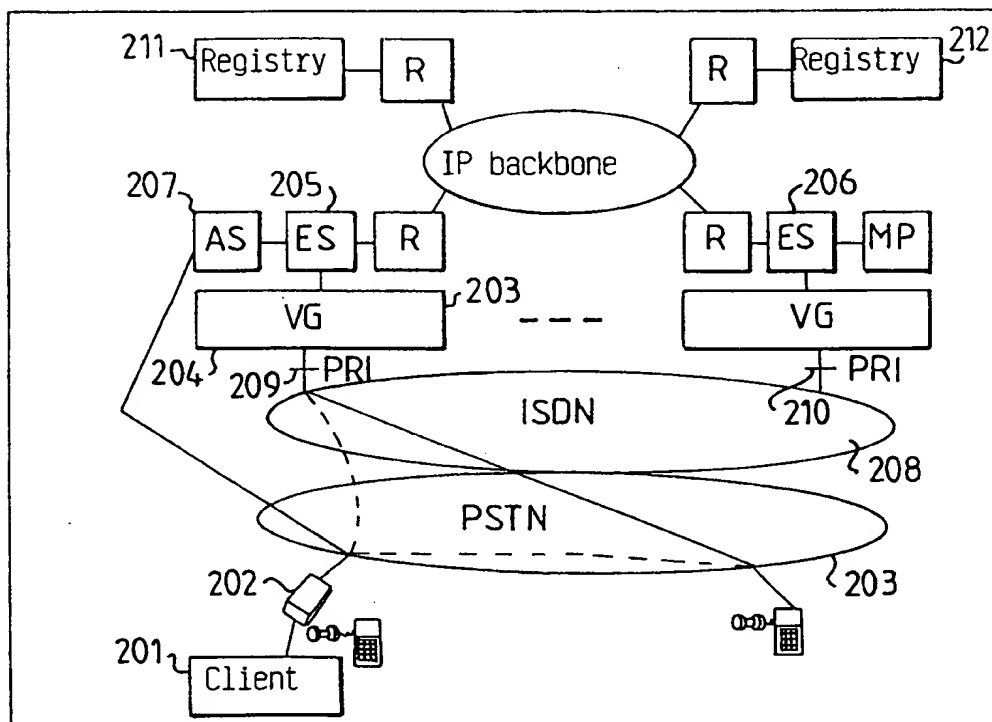 211 Registry R R Registry 212
IP backbone
207 205 206
AS ES R R ES MP
203
VG VG
204 209 PRI 210 PRI
ISDN
208
PSTN
202 203
201
Client